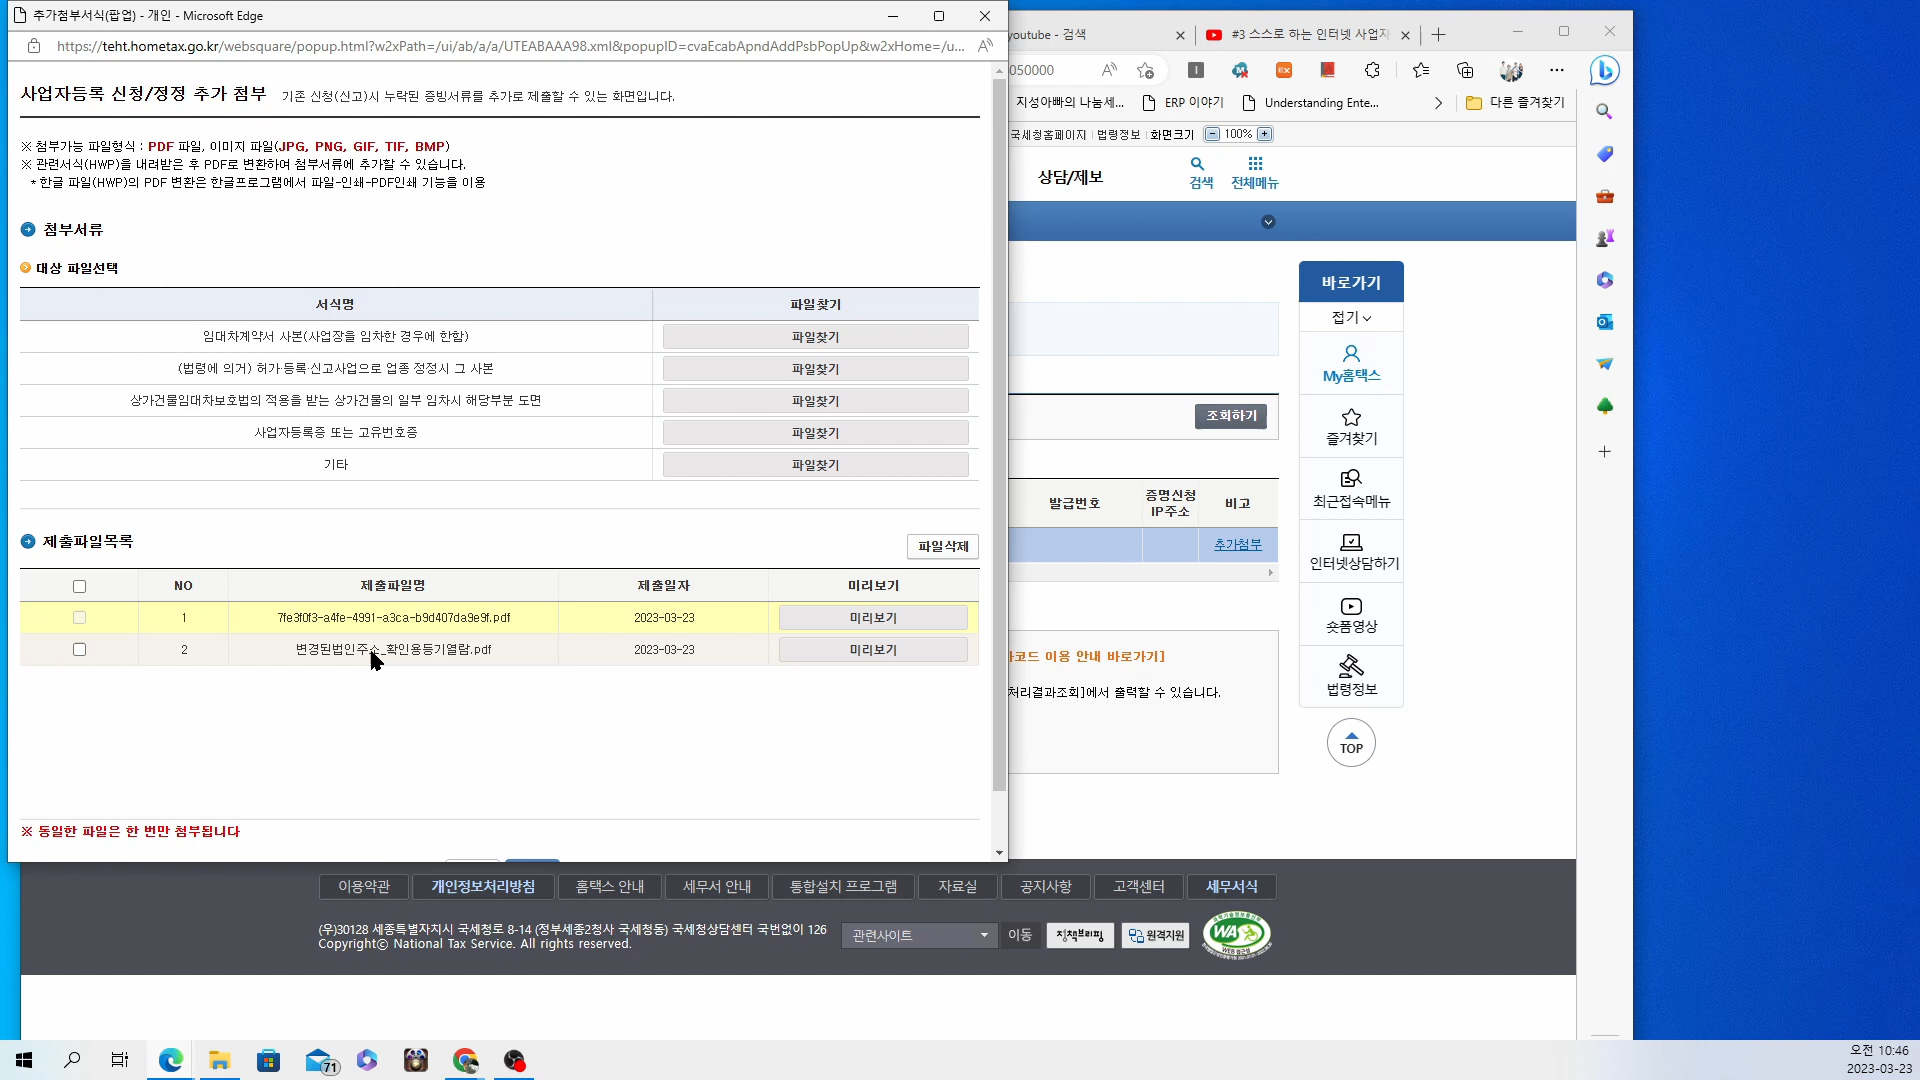 추가첨부서식(팝업) - 개인 - Microsoft Edge
https://teht.hometax.go.kr/websquare/popup.html?w2xPath=/ui/ab/a/a/UTEABAAA98.xml&popupID=cvaEcabApndAddPsbPopUp&w2xHome=/u...
사업자등록 신청/정정 추가 첨부 기존 신청(신고)시 누락된 증빙서류를 추가로 제출할 수 있는 화면입니다.
※ 첨부가능 파일형식 : PDF 파일, 이미지 파일(JPG, PNG, GIF, TIF, BMP)
※ 관련서식(HWP)을 내려받은 후 PDF로 변환하여 첨부서류에 추가할 수 있습니다.
* 한글 파일(HWP)의 PDF 변환은 한글프로그램에서 파일-인쇄-PDF인쇄 기능을 이용
첨부서류
대상 파일선택
서식명 파일찾기
임대차계약서 사본(사업장을 임차한 경우에 한함) 파일찾기
(법령에 의거) 허가·등록·신고사업으로 업종 정정시 그 사본 파일찾기
상가건물임대차보호법의 적용을 받는 상가건물의 일부 임차시 해당부분 도면 파일찾기
사업자등록증 또는 고유번호증 파일찾기
기타 파일찾기
제출파일목록 파일삭제
NO 제출파일명 제출일자 미리보기
1 7fe3f0f3-a4fe-4991-a3ca-b9d407da9e9f.pdf 2023-03-23 미리보기
2 변경된법인주소_확인용등기열람.pdf 2023-03-23 미리보기
※ 동일한 파일은 한 번만 첨부됩니다
youtube - 검색 #3 스스로 하는 인터넷 사업자
050000
지성아빠의 나눔세... ERP 이야기 Understanding Ente... 다른 즐겨찾기
국세청홈페이지 법령정보 화면크기 100%
상담/제보 검색 전체메뉴
바로가기
접기
My홈택스
즐겨찾기
최근접속메뉴
인터넷상담하기
숏폼영상
법령정보
TOP
조회하기
발급번호 증명신청 IP주소 비고
추가첨부
코드 이용 안내 바로가기]
처리결과조회]에서 출력할 수 있습니다.
이용약관 개인정보처리방침 홈택스 안내 세무서 안내 통합설치 프로그램 자료실 공지사항 고객센터 세무서식
(우)30128 세종특별자치시 국세청로 8-14 (정부세종2청사 국세청동) 국세청상담센터 국번없이 126
Copyright© National Tax Service. All rights reserved.
관련사이트 이동 정책브리핑 원격지원 WA
71
오전 10:46
2023-03-23